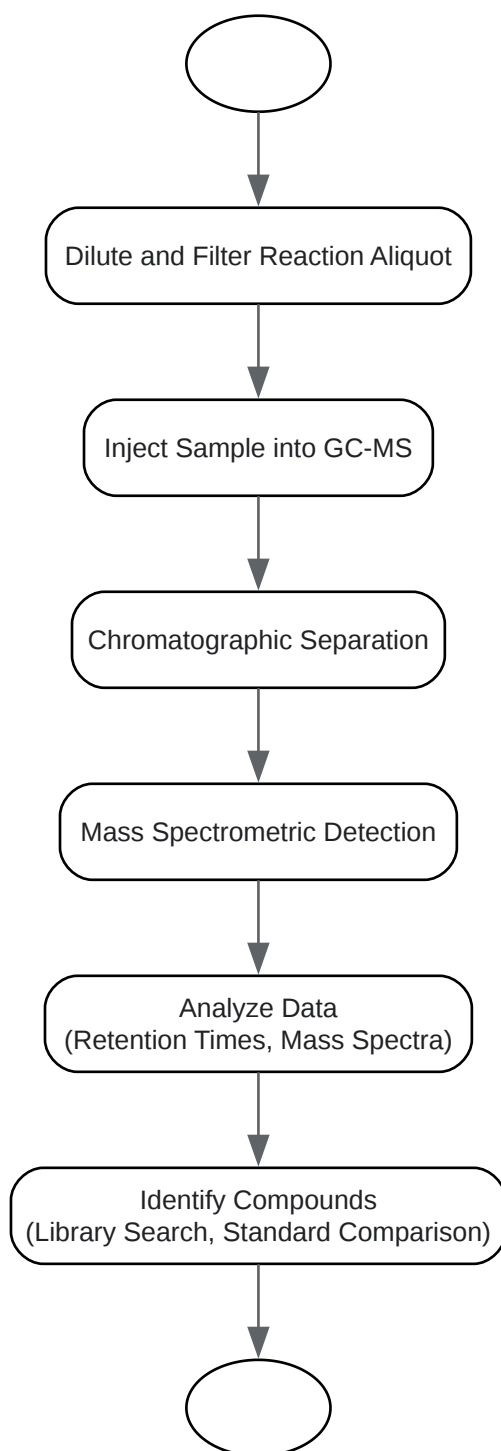 Dilute and Filter Reaction Aliquot
Inject Sample into GC-MS
Chromatographic Separation
Mass Spectrometric Detection
Analyze Data
(Retention Times, Mass Spectra)
Identify Compounds
(Library Search, Standard Comparison)